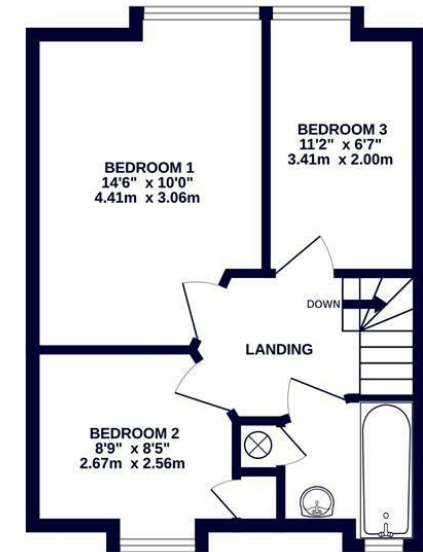 BEDROOM 1
14'6" x 10'0"
4.41m x 3.06m
BEDROOM 3
11'2" x 6'7"
3.41m x 2.00m
DOWN
LANDING
BEDROOM 2
8'9" x 8'5"
2.67m x 2.56m